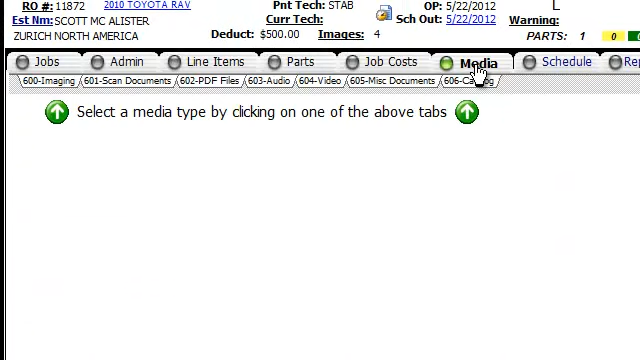 RO #: 11872 2010 TOYOTA RAV Pnt Tech: STAB OP: 5/22/2012 L
Est Nm: SCOTT MC ALISTER Curr Tech: Sch Out: 5/22/2012 Warning:
ZURICH NORTH AMERICA Deduct: $500.00 Images: 4 PARTS: 1 0 0
Jobs Admin Line Items Parts Job Costs Media Schedule
600-Imaging 601-Scan Documents 602-PDF Files 603-Audio 604-Video 605-Misc Documents
Select a media type by clicking on one of the above tabs